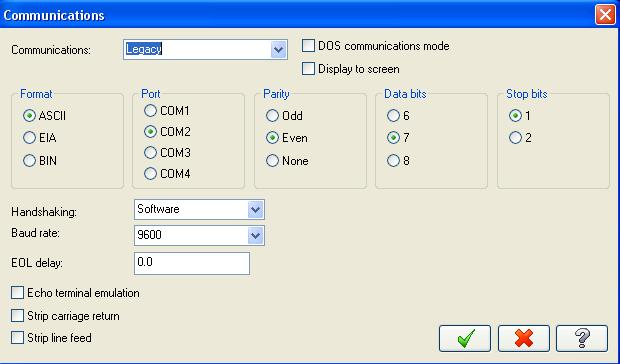 Communications
Communications: Legacy DOS communications mode
Display to screen
Format Port Parity Data bits Stop bits
ASCII COM1 Odd 6 1
EIA COM2 Even 7 2
BIN COM3 None 8
COM4
Handshaking: Software
Baud rate: 9600
EOL delay: 0.0
Echo terminal emulation
Strip carriage return
Strip line feed
?